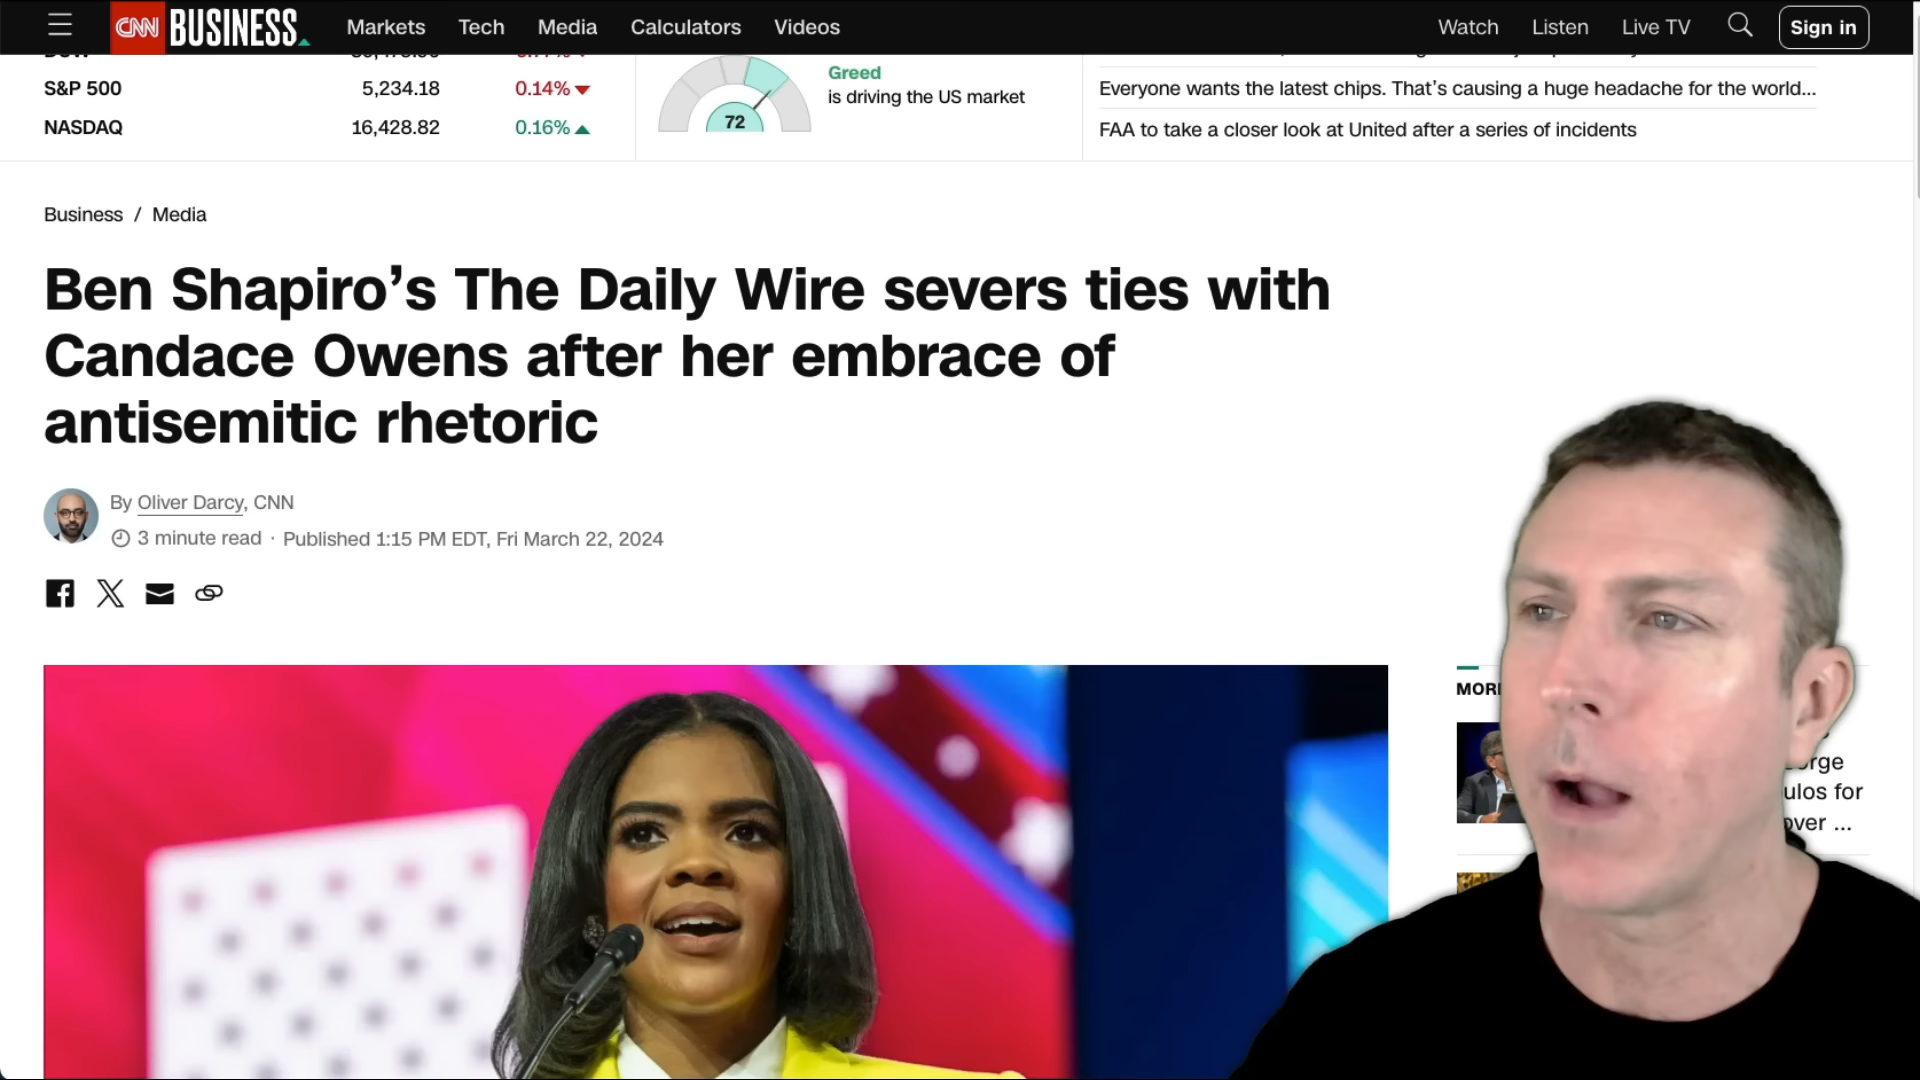 CNN BUSINESS
Markets Tech Media Calculators Videos
Watch Listen Live TV Sign in
S&P 500 5,234.18 0.14%
NASDAQ 16,428.82 0.16%
72
Greed
is driving the US market
Everyone wants the latest chips. That’s causing a huge headache for the world...
FAA to take a closer look at United after a series of incidents
Business / Media
Ben Shapiro’s The Daily Wire severs ties with
Candace Owens after her embrace of
antisemitic rhetoric
By Oliver Darcy, CNN
3 minute read · Published 1:15 PM EDT, Fri March 22, 2024
for
...